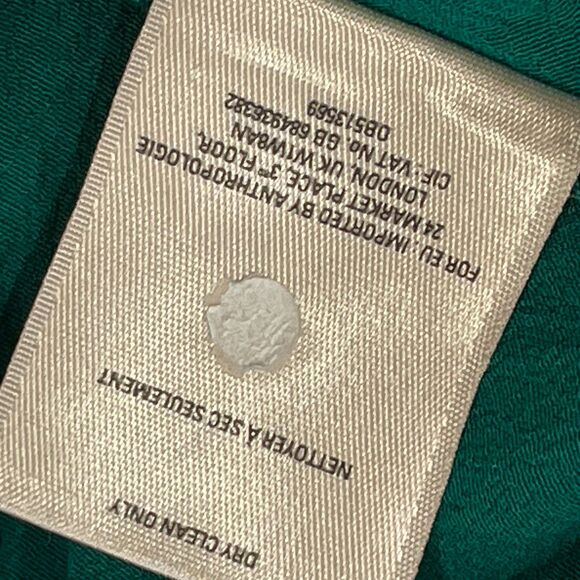 DRY CLEAN ONLY
NETTOYER À SEC SEULEMENT
FOR EU IMPORTED BY ANTHROPOLOGIE
24 MARKET PLACE, 3RD FLOOR,
LONDON, UK W1W8AN
CIF: VAT No GB 684936382
OB513569